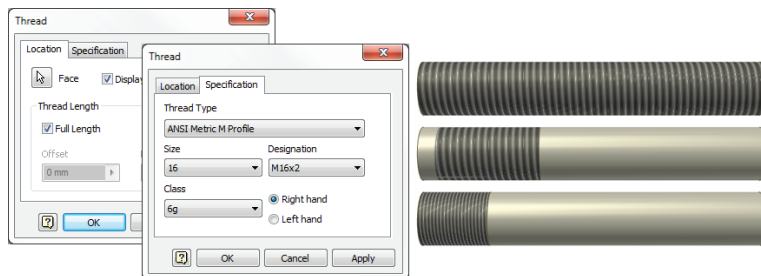 Thread
Location Specification
Face Display
Thread Length
Full Length
Offset
0 mm
OK
Thread
Location Specification
Thread Type
ANSI Metric M Profile
Size Designation
16 M16x2
Class
6g
Right hand
Left hand
OK Cancel Apply